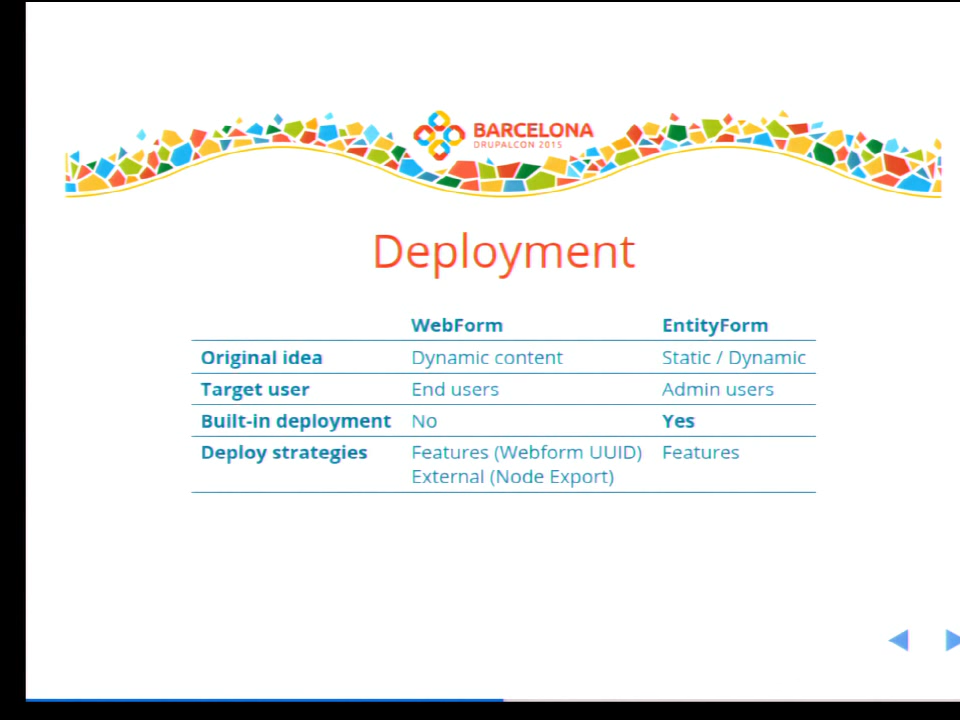 BARCELONA
DRUPALCON 2015
Deployment
WebForm EntityForm
Original idea Dynamic content Static / Dynamic
Target user End users Admin users
Built-in deployment No Yes
Deploy strategies Features (Webform UUID) Features
External (Node Export)